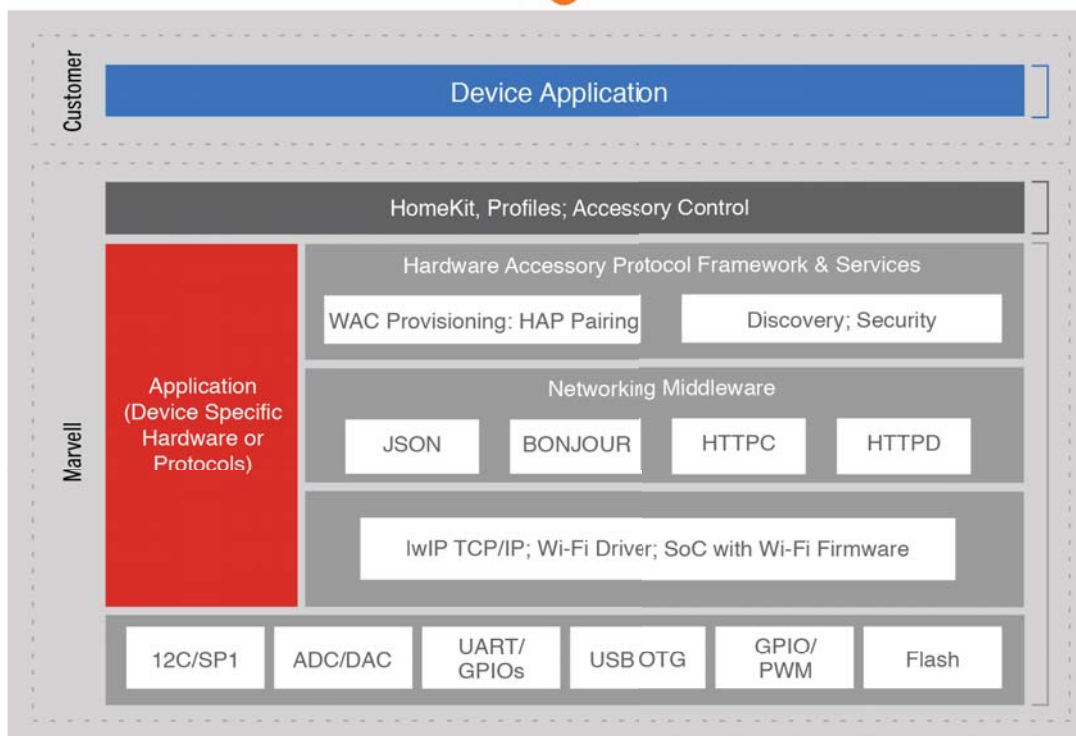 Customer
Device Application
Marvell
HomeKit, Profiles; Accessory Control
Application
(Device Specific
Hardware or
Protocols)
Hardware Accessory Protocol Framework & Services
WAC Provisioning: HAP Pairing
Discovery; Security
Networking Middleware
JSON
BONJOUR
HTTPC
HTTPD
lwIP TCP/IP; Wi-Fi Driver; SoC with Wi-Fi Firmware
12C/SP1
ADC/DAC
UART/
GPIOs
USB OTG
GPIO/
PWM
Flash